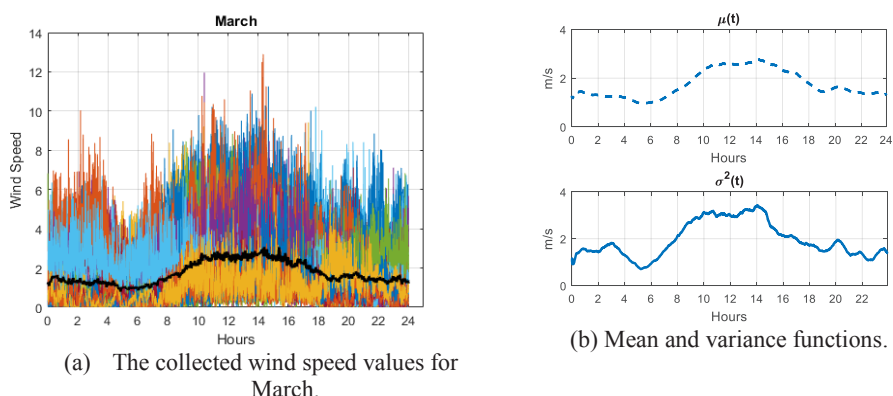 March
14
12
10
8
6
4
2
0
Wind Speed
0 2 4 6 8 10 12 14 16 18 20 22 24
Hours
(a) The collected wind speed values for
March.
μ(t)
4
2
0
m/s
0 2 4 6 8 10 12 14 16 18 20 22 24
Hours
σ²(t)
4
2
0
m/s
0 2 4 6 8 10 12 14 16 18 20 22
Hours
(b) Mean and variance functions.